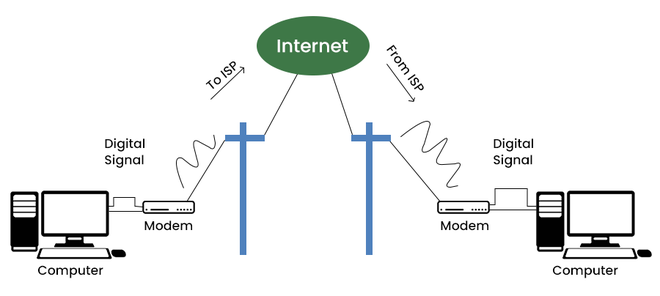 Internet
To ISP
From ISP
Digital
Signal
Digital
Signal
Modem
Modem
Computer
Computer